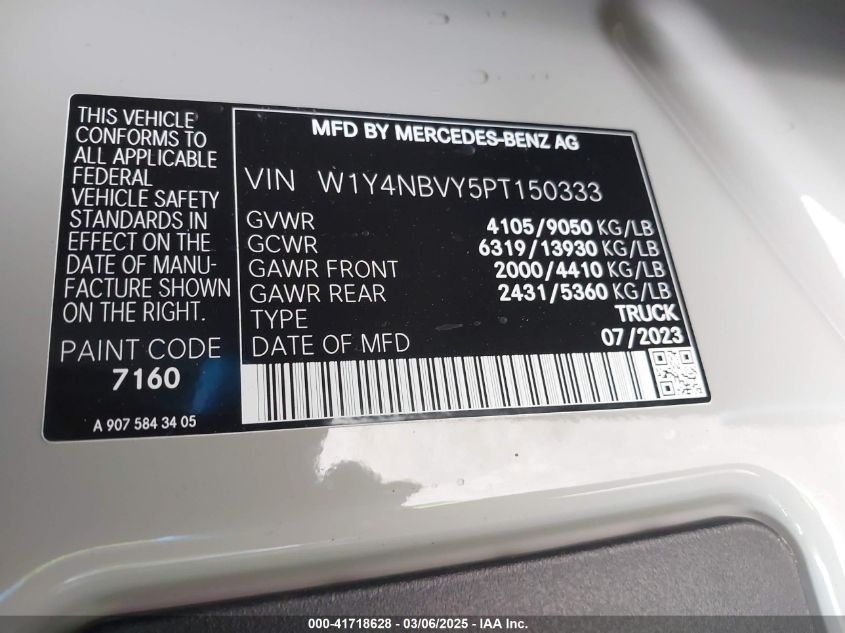 THIS VEHICLE
CONFORMS TO
ALL APPLICABLE
FEDERAL
VEHICLE SAFETY
STANDARDS IN
EFFECT ON THE
DATE OF MANU-
FACTURE SHOWN
ON THE RIGHT.
PAINT CODE
7160
A 907 584 34 05
MFD BY MERCEDES-BENZ AG
VIN W1Y4NBVY5PT150333
GVWR 4105/9050 KG/LB
GCWR 6319/13930 KG/LB
GAWR FRONT 2000/4410 KG/LB
GAWR REAR 2431/5360 KG/LB
TYPE TRUCK
DATE OF MFD 07/2023
000-41718628 - 03/06/2025 - IAA Inc.